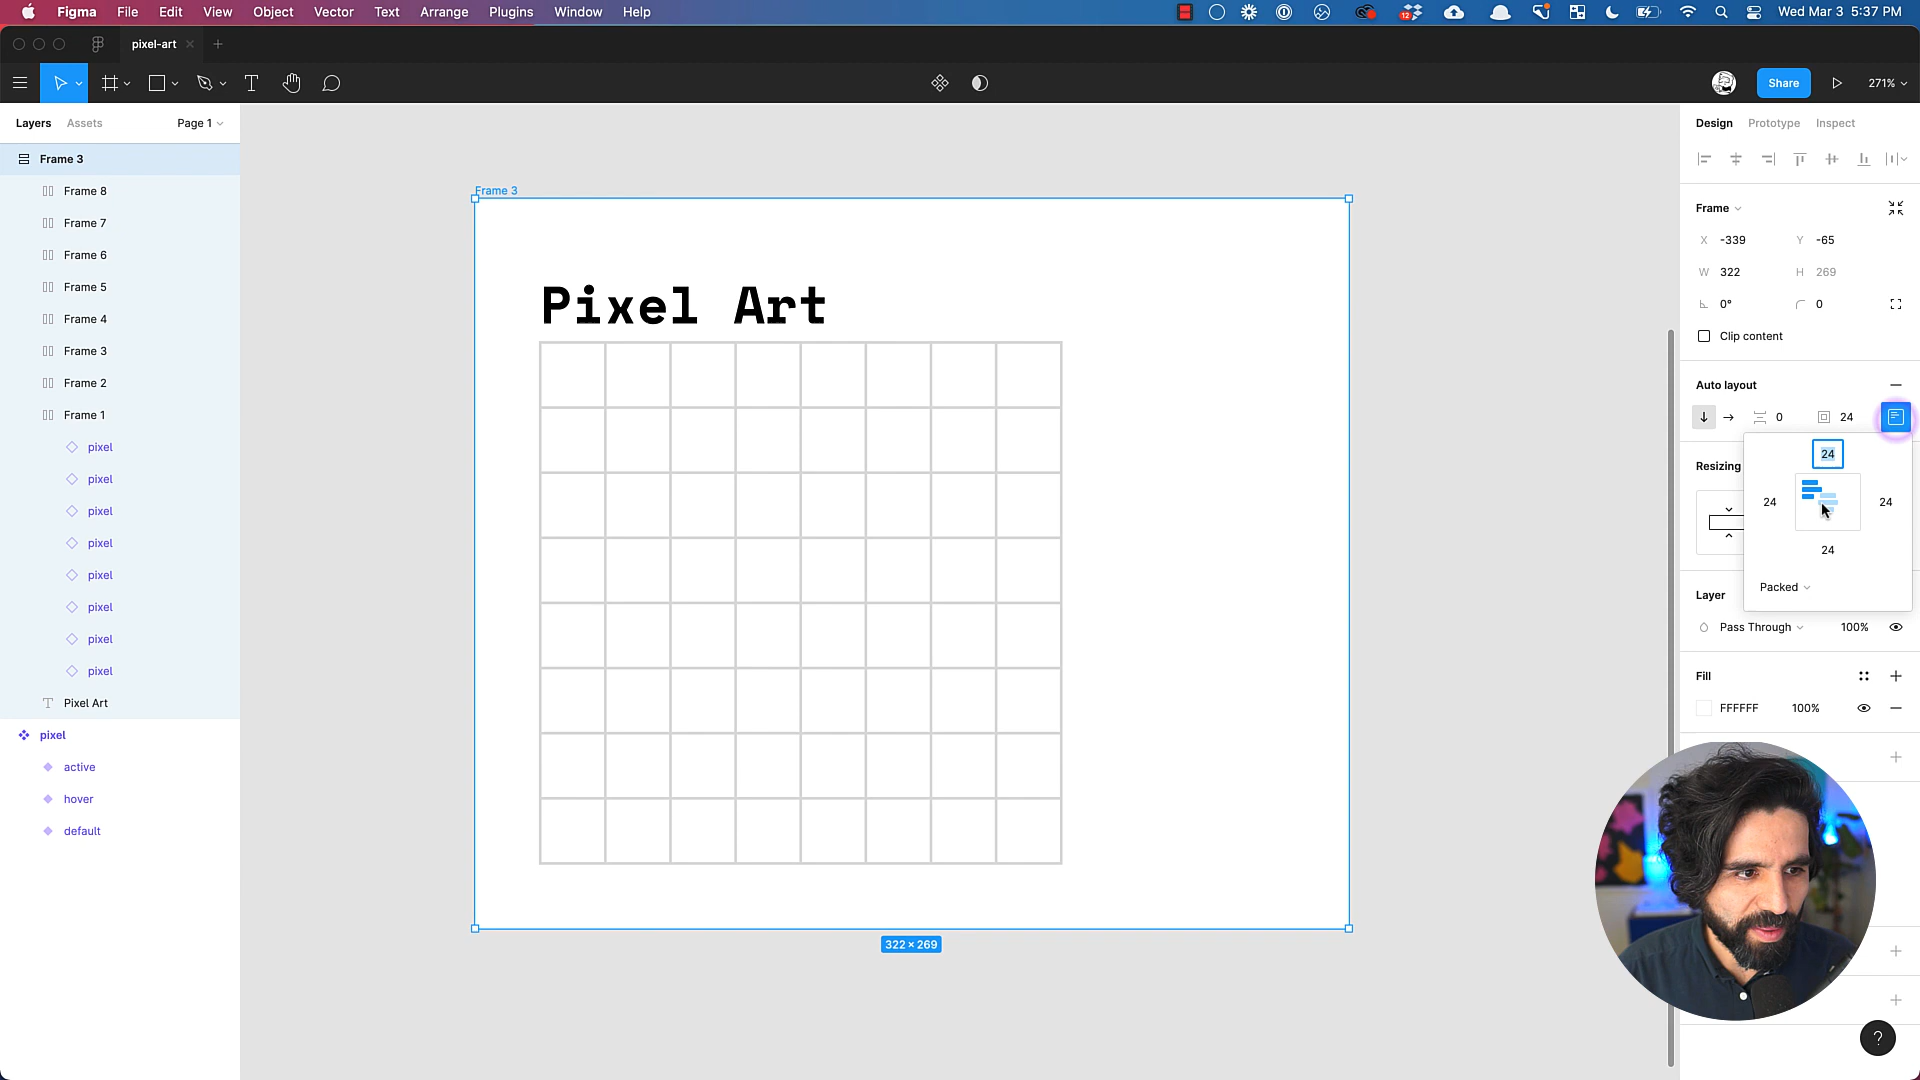 Figma File Edit View Object Vector Text Arrange Plugins Window Help
12
Wed Mar 3 5:37 PM
pixel-art
Share
271%
Layers Assets Page 1
Frame 3
Frame 8
Frame 7
Frame 6
Frame 5
Frame 4
Frame 3
Frame 2
Frame 1
pixel
pixel
pixel
pixel
pixel
pixel
pixel
pixel
Pixel Art
pixel
active
hover
default
Frame 3
Pixel Art
322 × 269
Design Prototype Inspect
Frame
X -339 Y -65
W 322 H 269
0° 0
Clip content
Auto layout
0 24
24
Resizing
24 24
24
Packed
Layer
Pass Through 100%
Fill
FFFFFF 100%
?